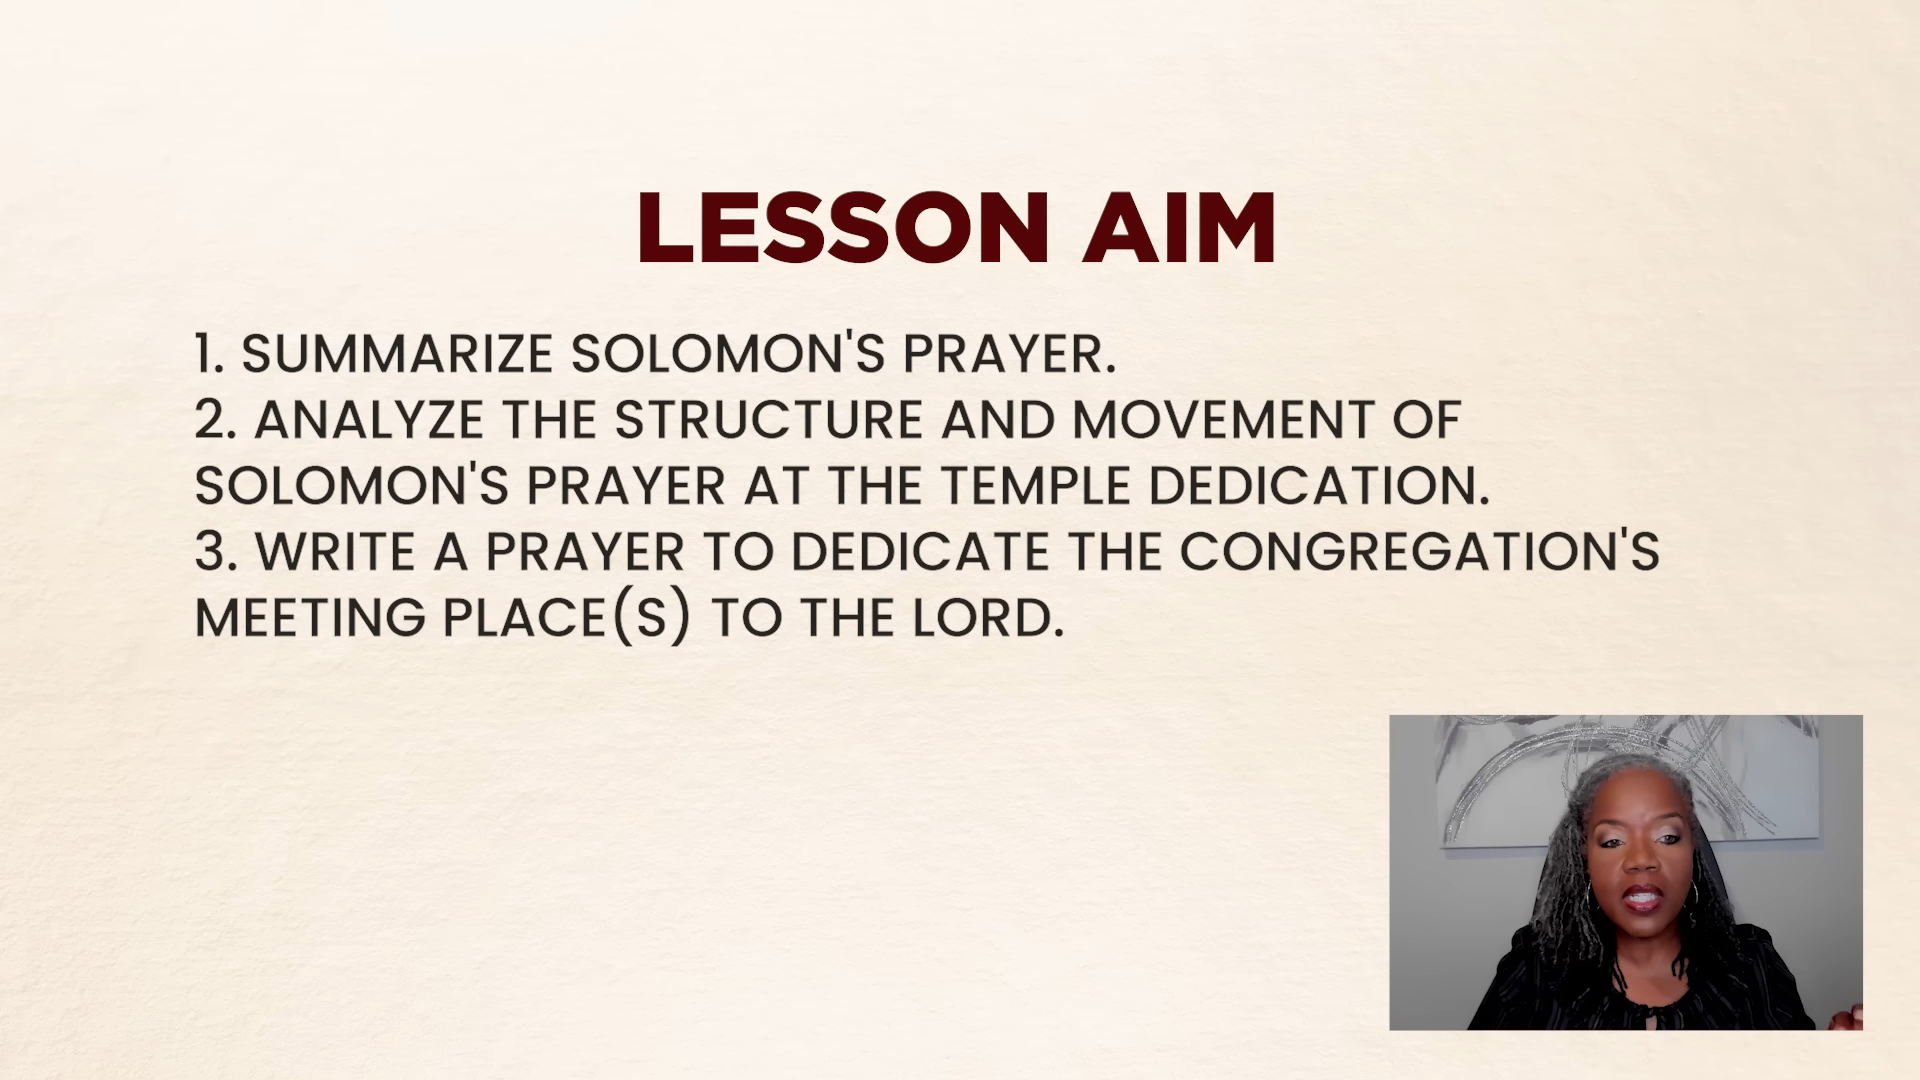 LESSON AIM
1. SUMMARIZE SOLOMON'S PRAYER.
2. ANALYZE THE STRUCTURE AND MOVEMENT OF
SOLOMON'S PRAYER AT THE TEMPLE DEDICATION.
3. WRITE A PRAYER TO DEDICATE THE CONGREGATION'S
MEETING PLACE(S) TO THE LORD.